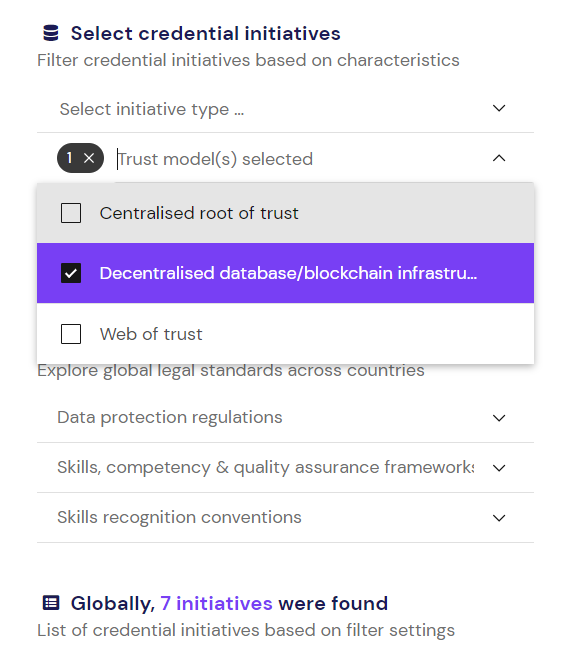 Select credential initiatives
Filter credential initiatives based on characteristics
Select initiative type ...
1 Trust model(s) selected
Centralised root of trust
Decentralised database/blockchain infrastru...
Web of trust
Explore global legal standards across countries
Data protection regulations
Skills, competency & quality assurance frameworks
Skills recognition conventions
Globally, 7 initiatives were found
List of credential initiatives based on filter settings